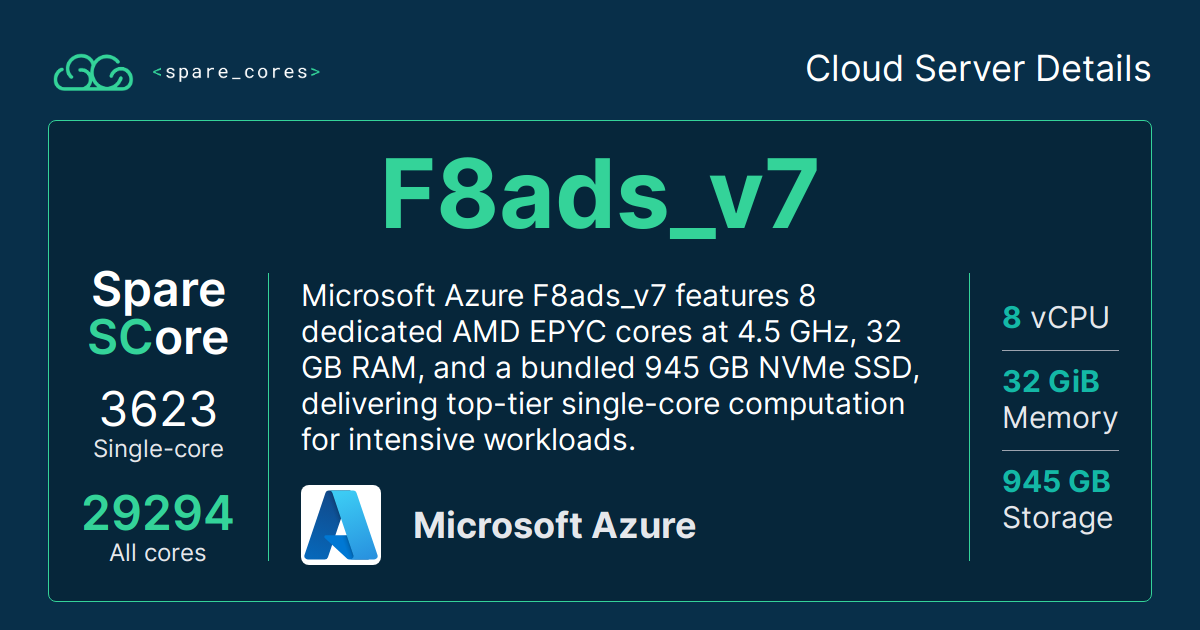 <spare_cores>
Cloud Server Details
F8ads_v7
Spare
SCore
3623
Single-core
29294
All cores
Microsoft Azure F8ads_v7 features 8
dedicated AMD EPYC cores at 4.5 GHz, 32
GB RAM, and a bundled 945 GB NVMe SSD,
delivering top-tier single-core computation
for intensive workloads.
Microsoft Azure
8 vCPU
32 GiB
Memory
945 GB
Storage